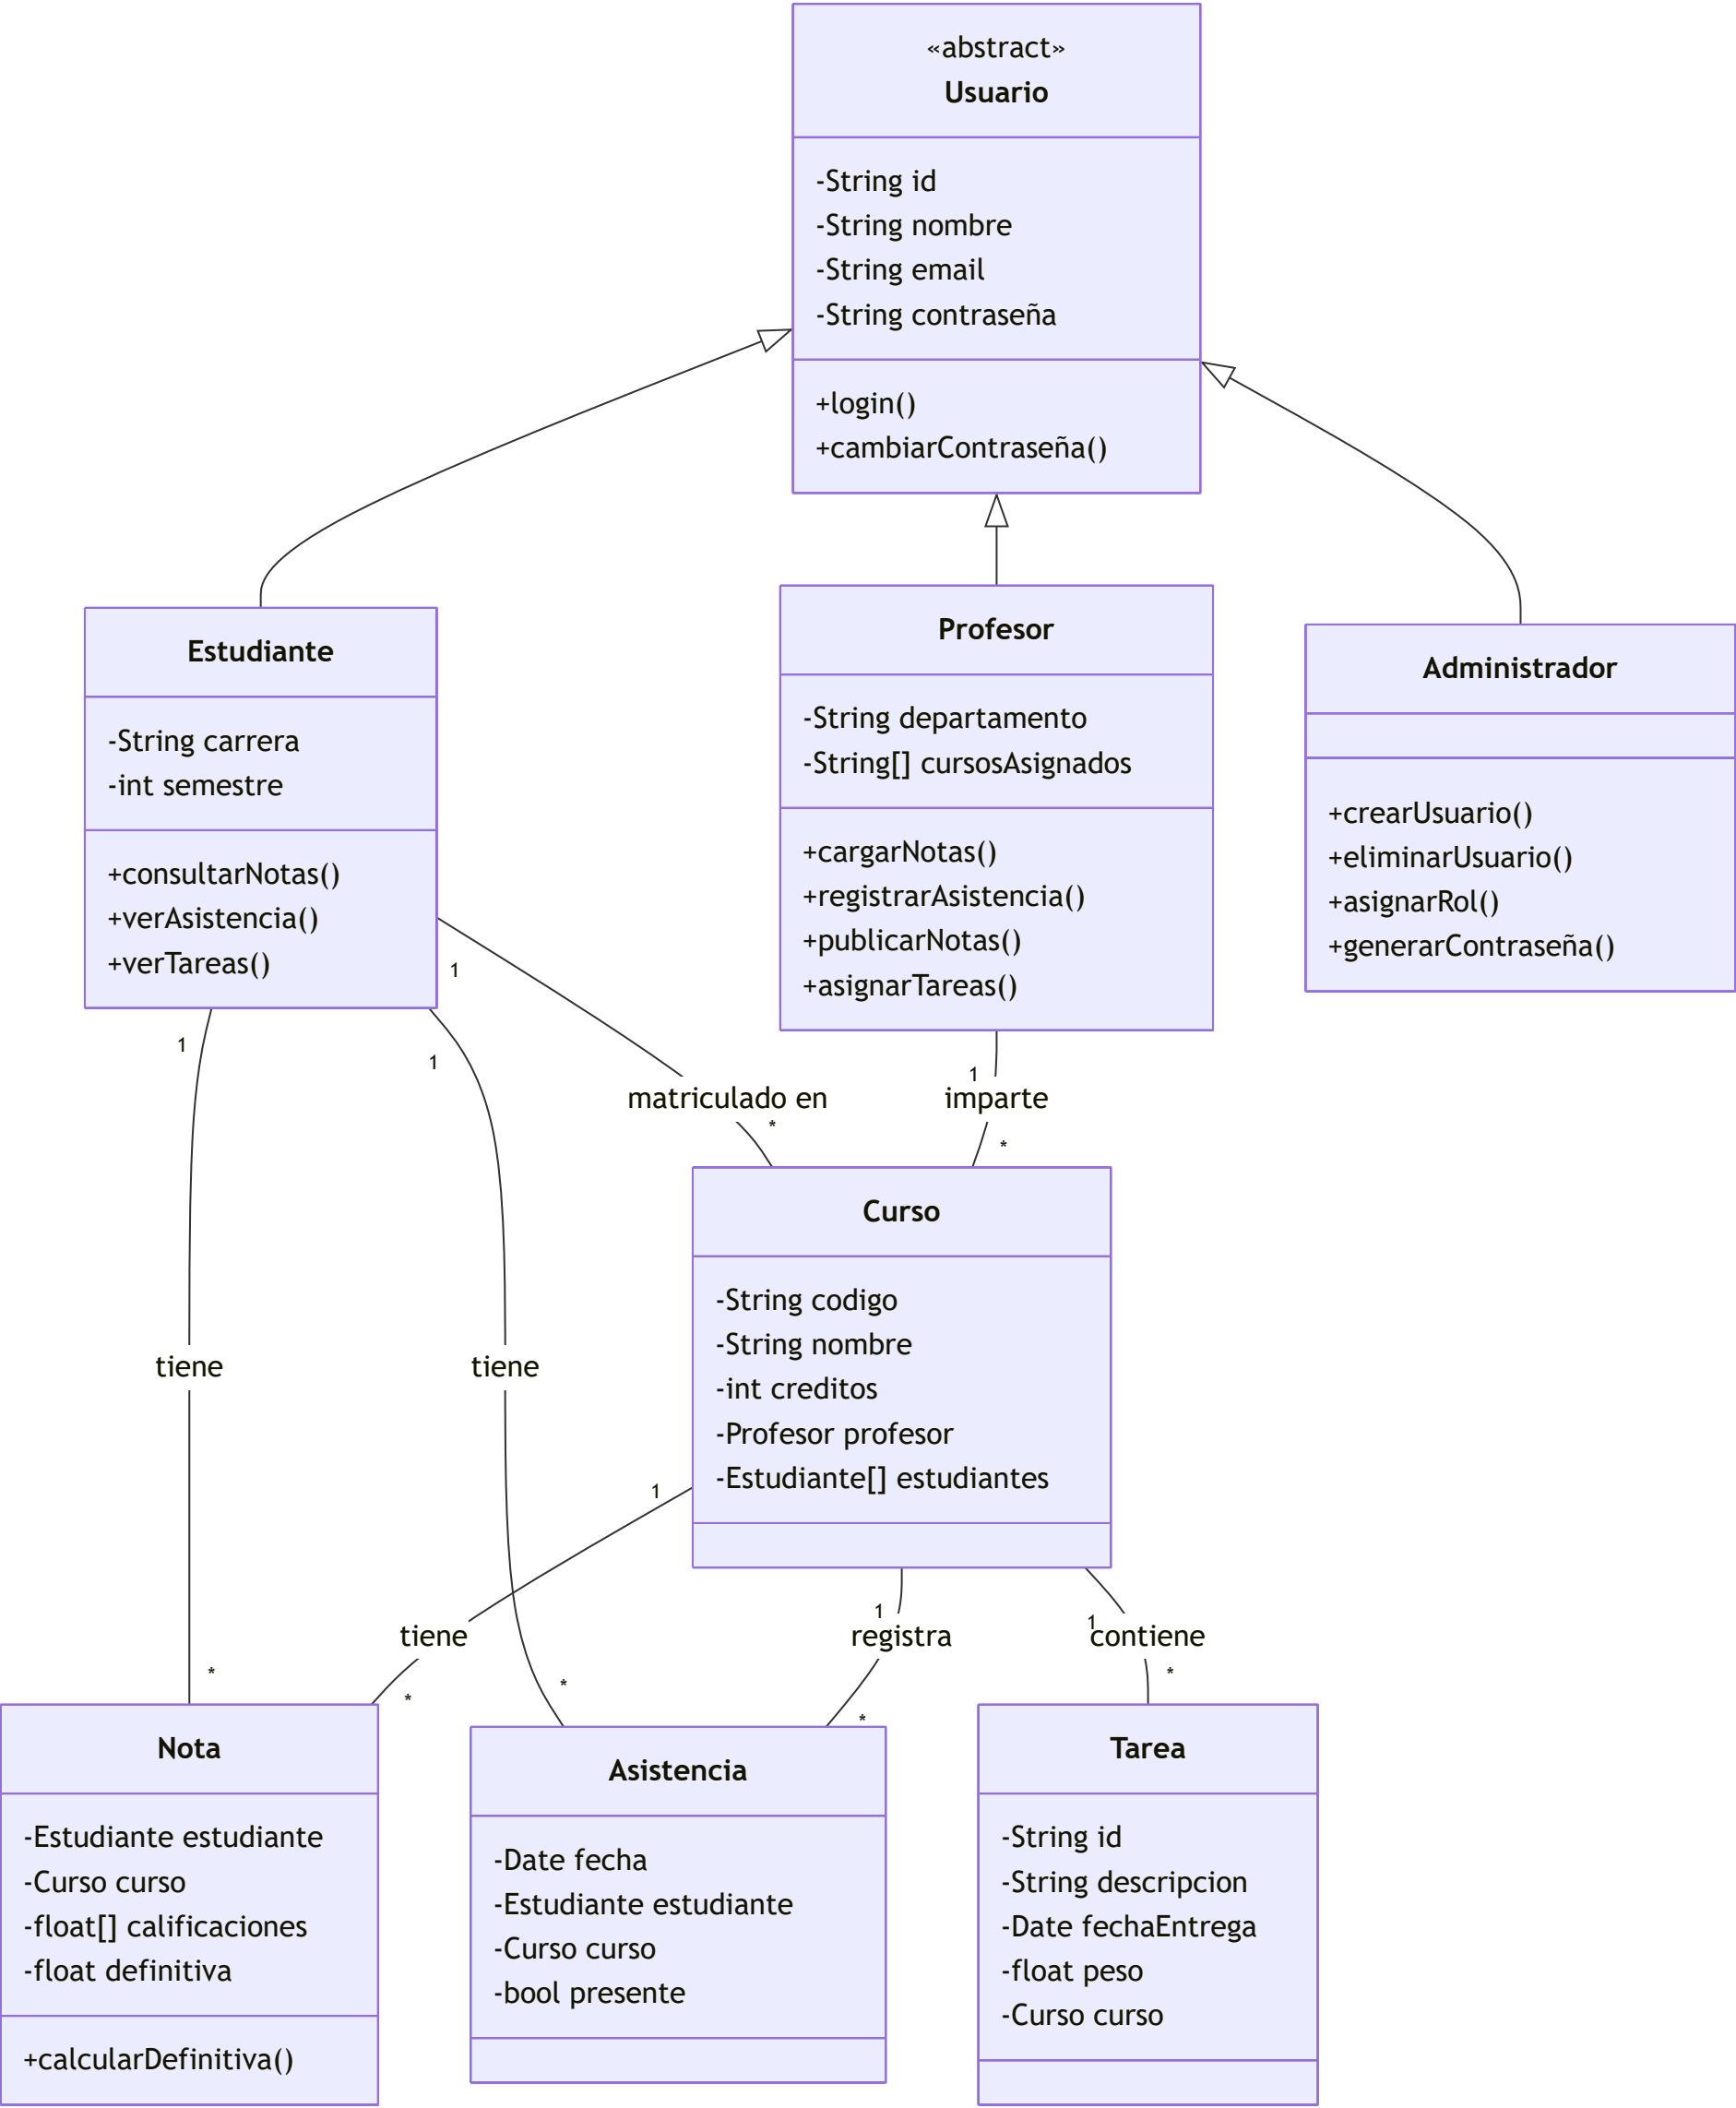 «abstract»
Usuario
-String id
-String nombre
-String email
-String contraseña
+login()
+cambiarContraseña()
Estudiante
-String carrera
-int semestre
+consultarNotas()
+verAsistencia()
+verTareas()
Profesor
-String departamento
-String[] cursosAsignados
+cargarNotas()
+registrarAsistencia()
+publicarNotas()
+asignarTareas()
Administrador
+crearUsuario()
+eliminarUsuario()
+asignarRol()
+generarContraseña()
1
1
1
1
matriculado en
imparte
*
*
Curso
-String codigo
-String nombre
-int creditos
-Profesor profesor
-Estudiante[] estudiantes
tiene
tiene
1
1
1
tiene
registra
contiene
*
*
*
*
*
Nota
-Estudiante estudiante
-Curso curso
-float[] calificaciones
-float definitiva
+calcularDefinitiva()
Asistencia
-Date fecha
-Estudiante estudiante
-Curso curso
-bool presente
Tarea
-String id
-String descripcion
-Date fechaEntrega
-float peso
-Curso curso